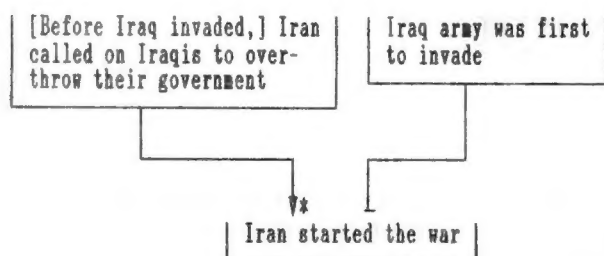 [Before Iraq invaded,] Iran
called on Iraqis to over-
throw their government
Iraq army was first
to invade
*
Iran started the war